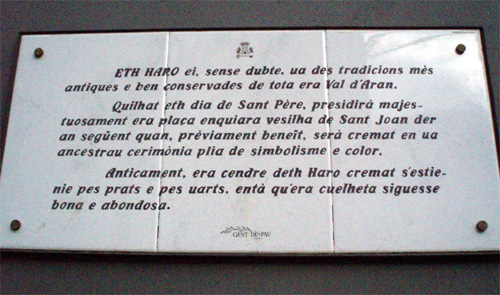 ETH HARO ei, sense dubte, ua des tradicions mès
antiques e ben conservades de tota era Val d'Aran.
Quilhat eth dia de Sant Père, presidirà majes-
tuosament era plaça enquiara vesilha de Sant Joan der
an següent quan, prèviament beneït, serà cremat en ua
ancestrau cerimònia plia de simbolisme e color.
Anticament, era cendre deth Haro cremat s'estie-
nie pes prats e pes uarts, entà qu'era cuelheta siguesse
bona e abondosa.
GENT DESPAU